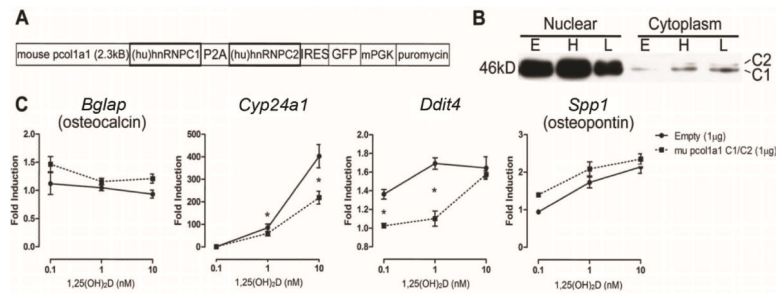 A
mouse pcol1a1 (2.3kB) (hu)hnRNPC1 P2A (hu)hnRNPC2 IRES GFP mPGK puromycin
B
Nuclear Cytoplasm
E H L E H L
46kD
C2
C1
C
Bglap
(osteocalcin)
Fold Induction
2.0
1.5
1.0
0.5
0.0
0.1 1 10
1,25(OH)₂D (nM)
Cyp24a1
Fold Induction
500
400
300
200
100
0
* *
0.1 1 10
1,25(OH)₂D (nM)
Ddit4
Fold Induction
2.0
1.8
1.6
1.4
1.2
1.0
* *
0.1 1 10
1,25(OH)₂D (nM)
Spp1
(osteopontin)
Fold Induction
3
2
1
0
0.1 1 10
1,25(OH)₂D (nM)
Empty (1µg)
mu pcol1a1 C1/C2 (1µg)